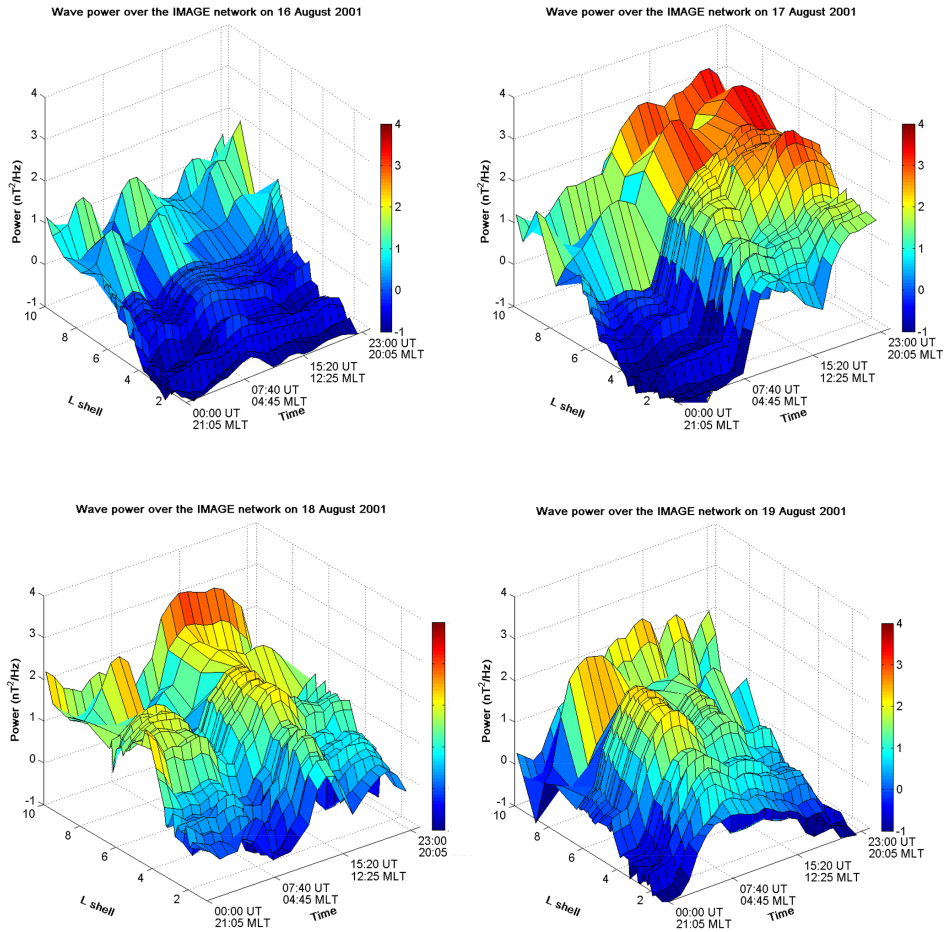 Wave power over the IMAGE network on 16 August 2001
4
3
2
1
0
-1
Power (nT²/Hz)
10
8
6
4
2
L shell
00:00 UT
21:05 MLT
07:40 UT
04:45 MLT
15:20 UT
12:25 MLT
23:00 UT
20:05 MLT
Time
4
3
2
1
0
-1
Wave power over the IMAGE network on 17 August 2001
4
3
2
1
0
-1
Power (nT²/Hz)
10
8
6
4
2
L shell
00:00 UT
21:05 MLT
07:40 UT
04:45 MLT
15:20 UT
12:25 MLT
23:00 UT
20:05 MLT
Time
4
3
2
1
0
-1
Wave power over the IMAGE network on 18 August 2001
4
3
2
1
0
-1
Power (nT²/Hz)
10
8
6
4
2
L shell
00:00 UT
21:05 MLT
07:40 UT
04:45 MLT
15:20 UT
12:25 MLT
23:00
20:05
Time
Wave power over the IMAGE network on 19 August 2001
4
3
2
1
0
-1
Power (nT²/Hz)
10
8
6
4
2
L shell
00:00 UT
21:05 MLT
07:40 UT
04:45 MLT
15:20 UT
12:25 MLT
23:00 UT
20:05 MLT
Time
4
3
2
1
0
-1